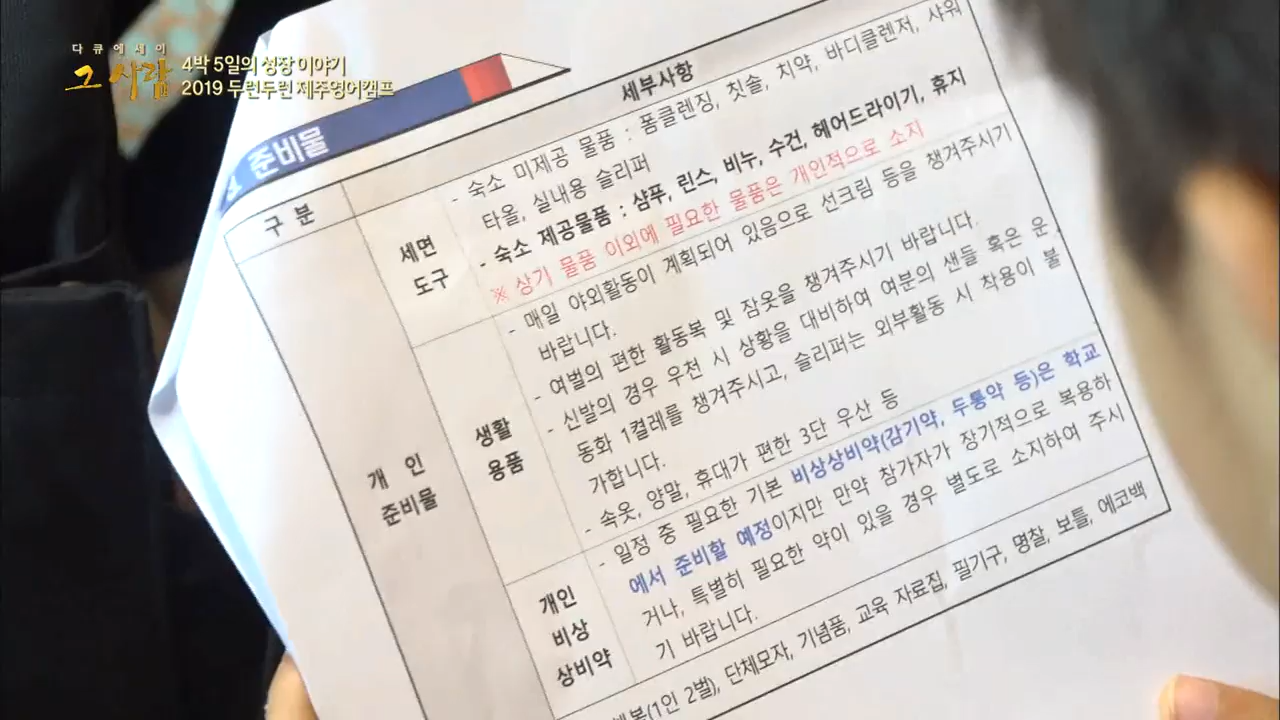 다큐에세이
그 사람
4박 5일의 성장 이야기
2019 두런두런 제주영어캠프
준비물
구 분
세부사항
개 인
준비물
세면
도구
- 숙소 미제공 물품 : 폼클렌징, 칫솔, 치약, 바디클렌저, 샤워
타올, 실내용 슬리퍼
- 숙소 제공물품 : 샴푸, 린스, 비누, 수건, 헤어드라이기, 휴지
※ 상기 물품 이외에 필요한 물품은 개인적으로 소지
생활
용품
- 매일 야외활동이 계획되어 있음으로 선크림 등을 챙겨주시기
바랍니다.
- 여벌의 편한 활동복 및 잠옷을 챙겨주시기 바랍니다.
- 신발의 경우 우천 시 상황을 대비하여 여분의 샌들 혹은 운
동화 1켤레를 챙겨주시고, 슬리퍼는 외부활동 시 착용이 불
가합니다.
- 속옷, 양말, 휴대가 편한 3단 우산 등
개인
비상
상비약
- 일정 중 필요한 기본 비상상비약(감기약, 두통약 등)은 학교
에서 준비할 예정이지만 만약 참가자가 장기적으로 복용하
거나, 특별히 필요한 약이 있을 경우 별도로 소지하여 주시
기 바랍니다.
(1인 2벌), 단체모자, 기념품, 교육 자료집, 필기구, 명찰, 보틀, 에코백